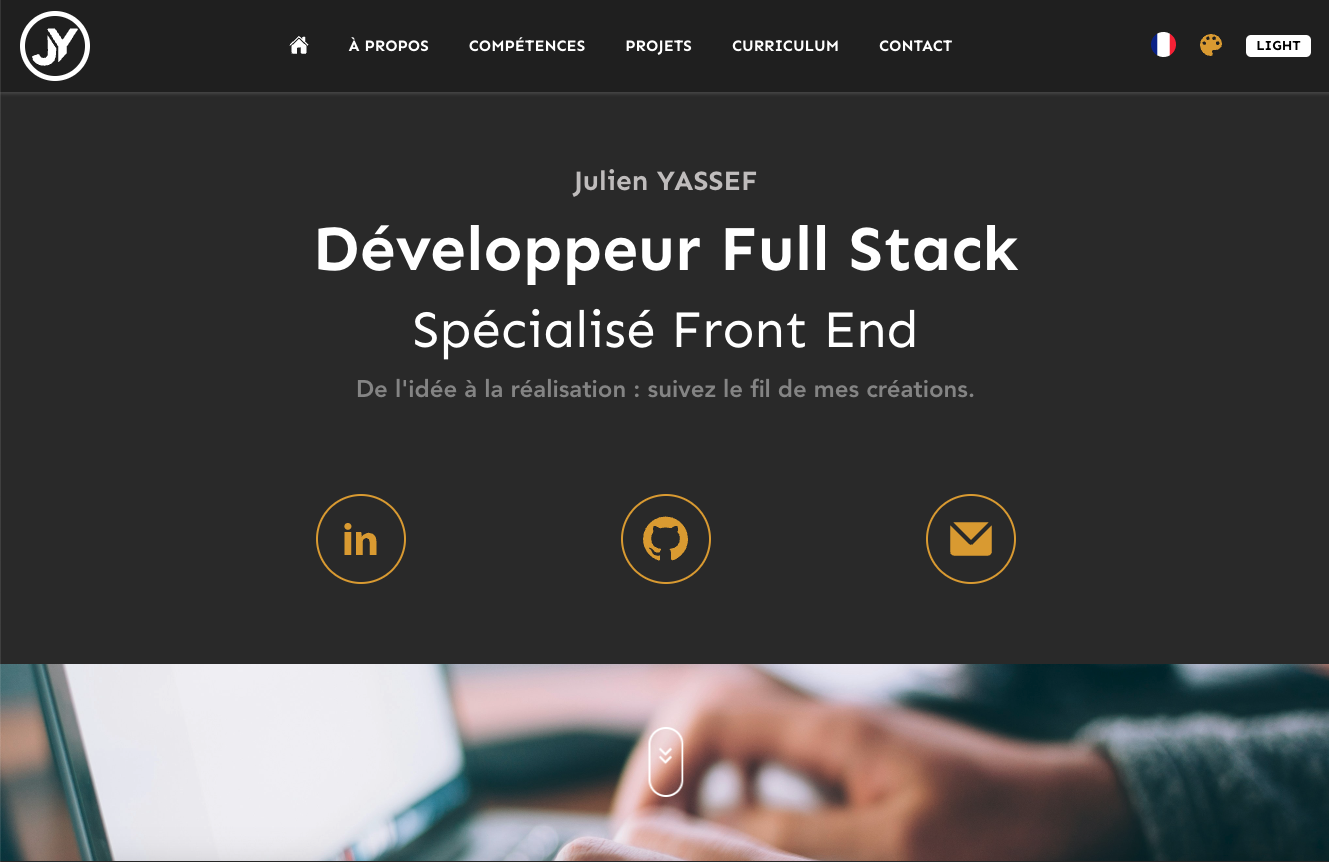 JY
À PROPOS
COMPÉTENCES
PROJETS
CURRICULUM
CONTACT
LIGHT
Julien YASSEF
Développeur Full Stack
Spécialisé Front End
De l'idée à la réalisation : suivez le fil de mes créations.
in